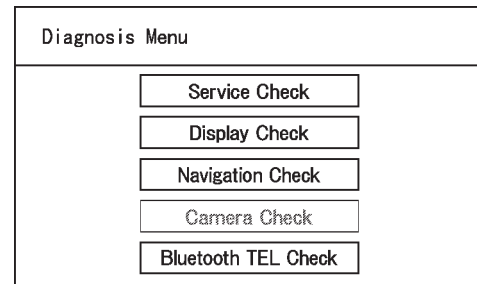 Diagnosis Menu
Service Check
Display Check
Navigation Check
Camera Check
Bluetooth TEL Check